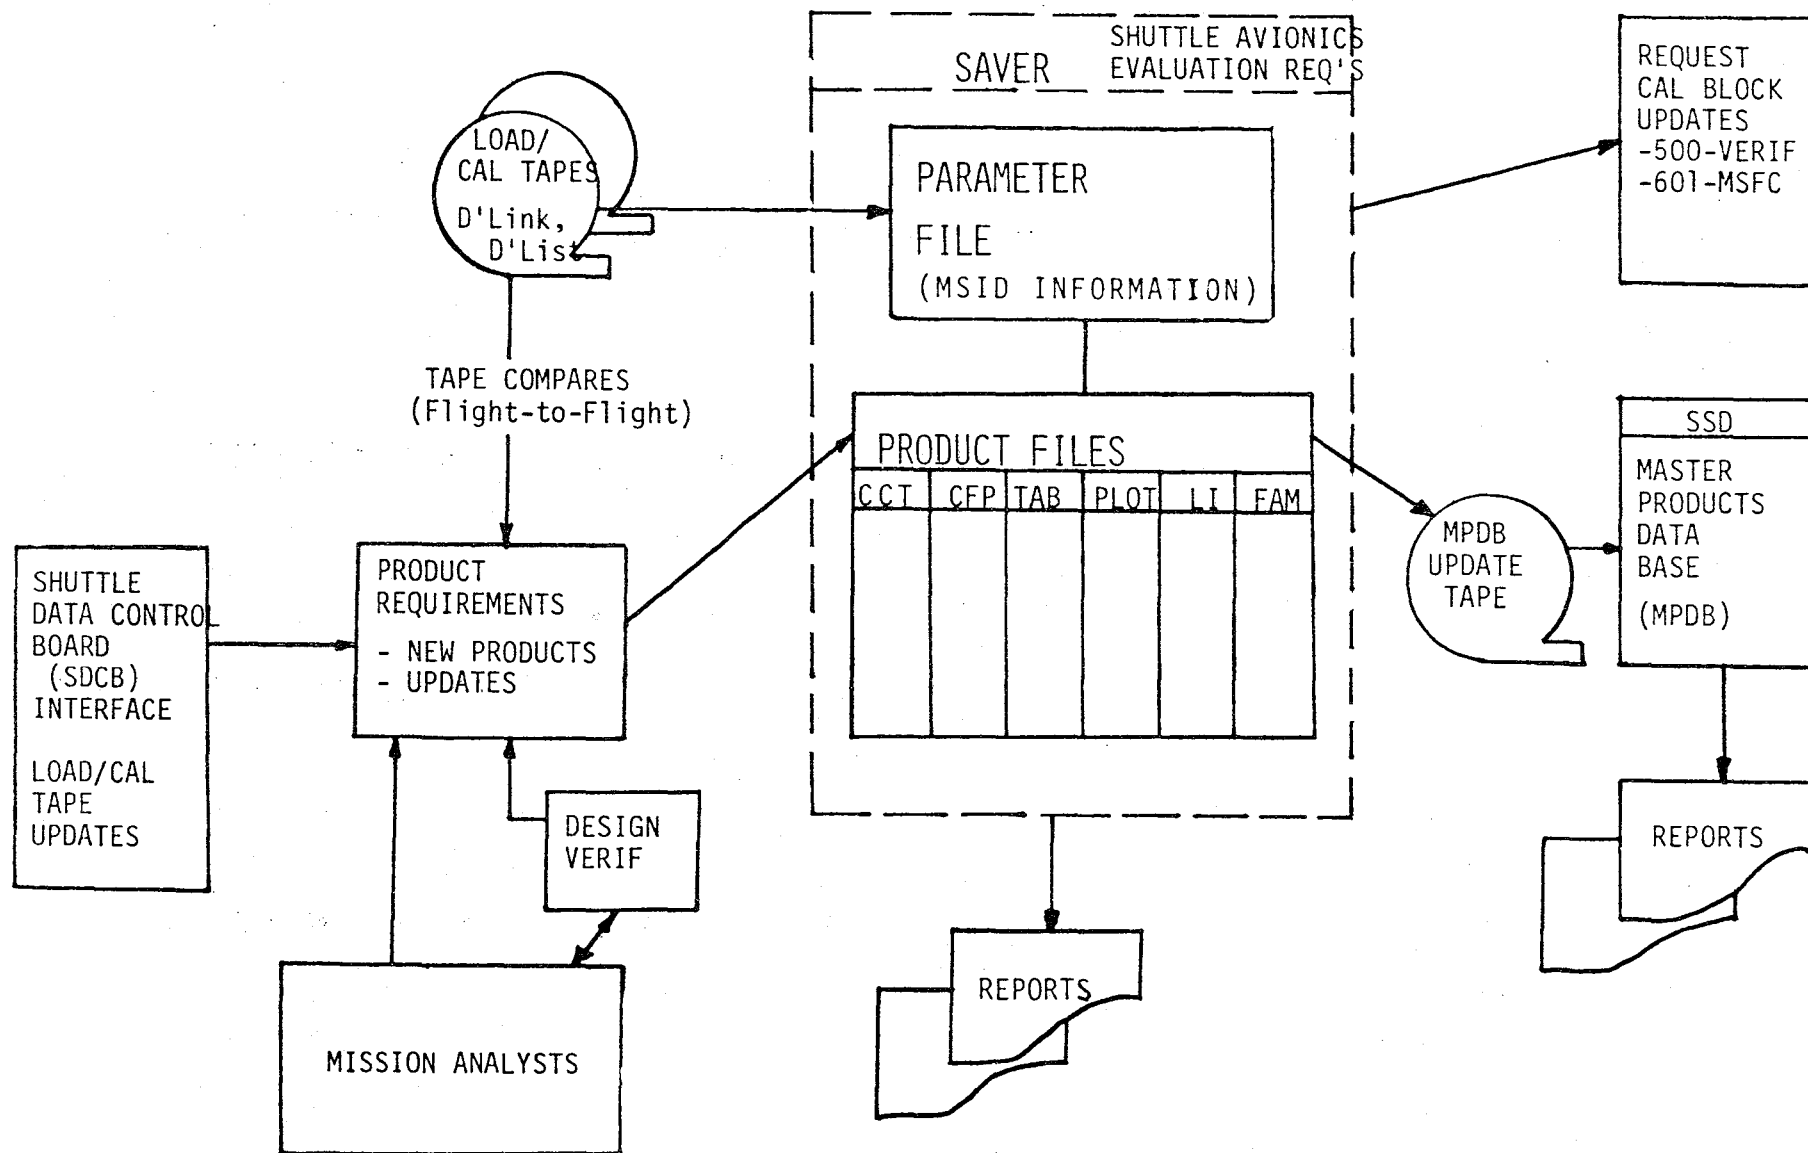 SAVER
SHUTTLE AVIONICS
EVALUATION REQ'S
REQUEST
CAL BLOCK
UPDATES
-500-VERIF
-601-MSFC
LOAD/
CAL TAPES
D'Link,
D'List
PARAMETER
FILE
(MSID INFORMATION)
TAPE COMPARES
(Flight-to-Flight)
PRODUCT FILES
CCT CFP TAB PLOT LI FAM
SSD
MASTER
PRODUCTS
DATA
BASE
(MPDB)
MPDB
UPDATE
TAPE
SHUTTLE
DATA CONTROL
BOARD
(SDCB)
INTERFACE
LOAD/CAL
TAPE
UPDATES
PRODUCT
REQUIREMENTS
- NEW PRODUCTS
- UPDATES
DESIGN
VERIF
REPORTS
REPORTS
MISSION ANALYSTS